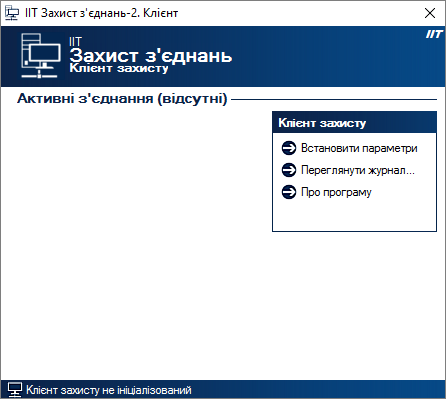 IIT Захист з'єднань-2. Клієнт
IIT
IIT
Захист з'єднань
Клієнт захисту
Активні з'єднання (відсутні)
Клієнт захисту
Встановити параметри
Переглянути журнал...
Про програму
Клієнт захисту не ініціалізований